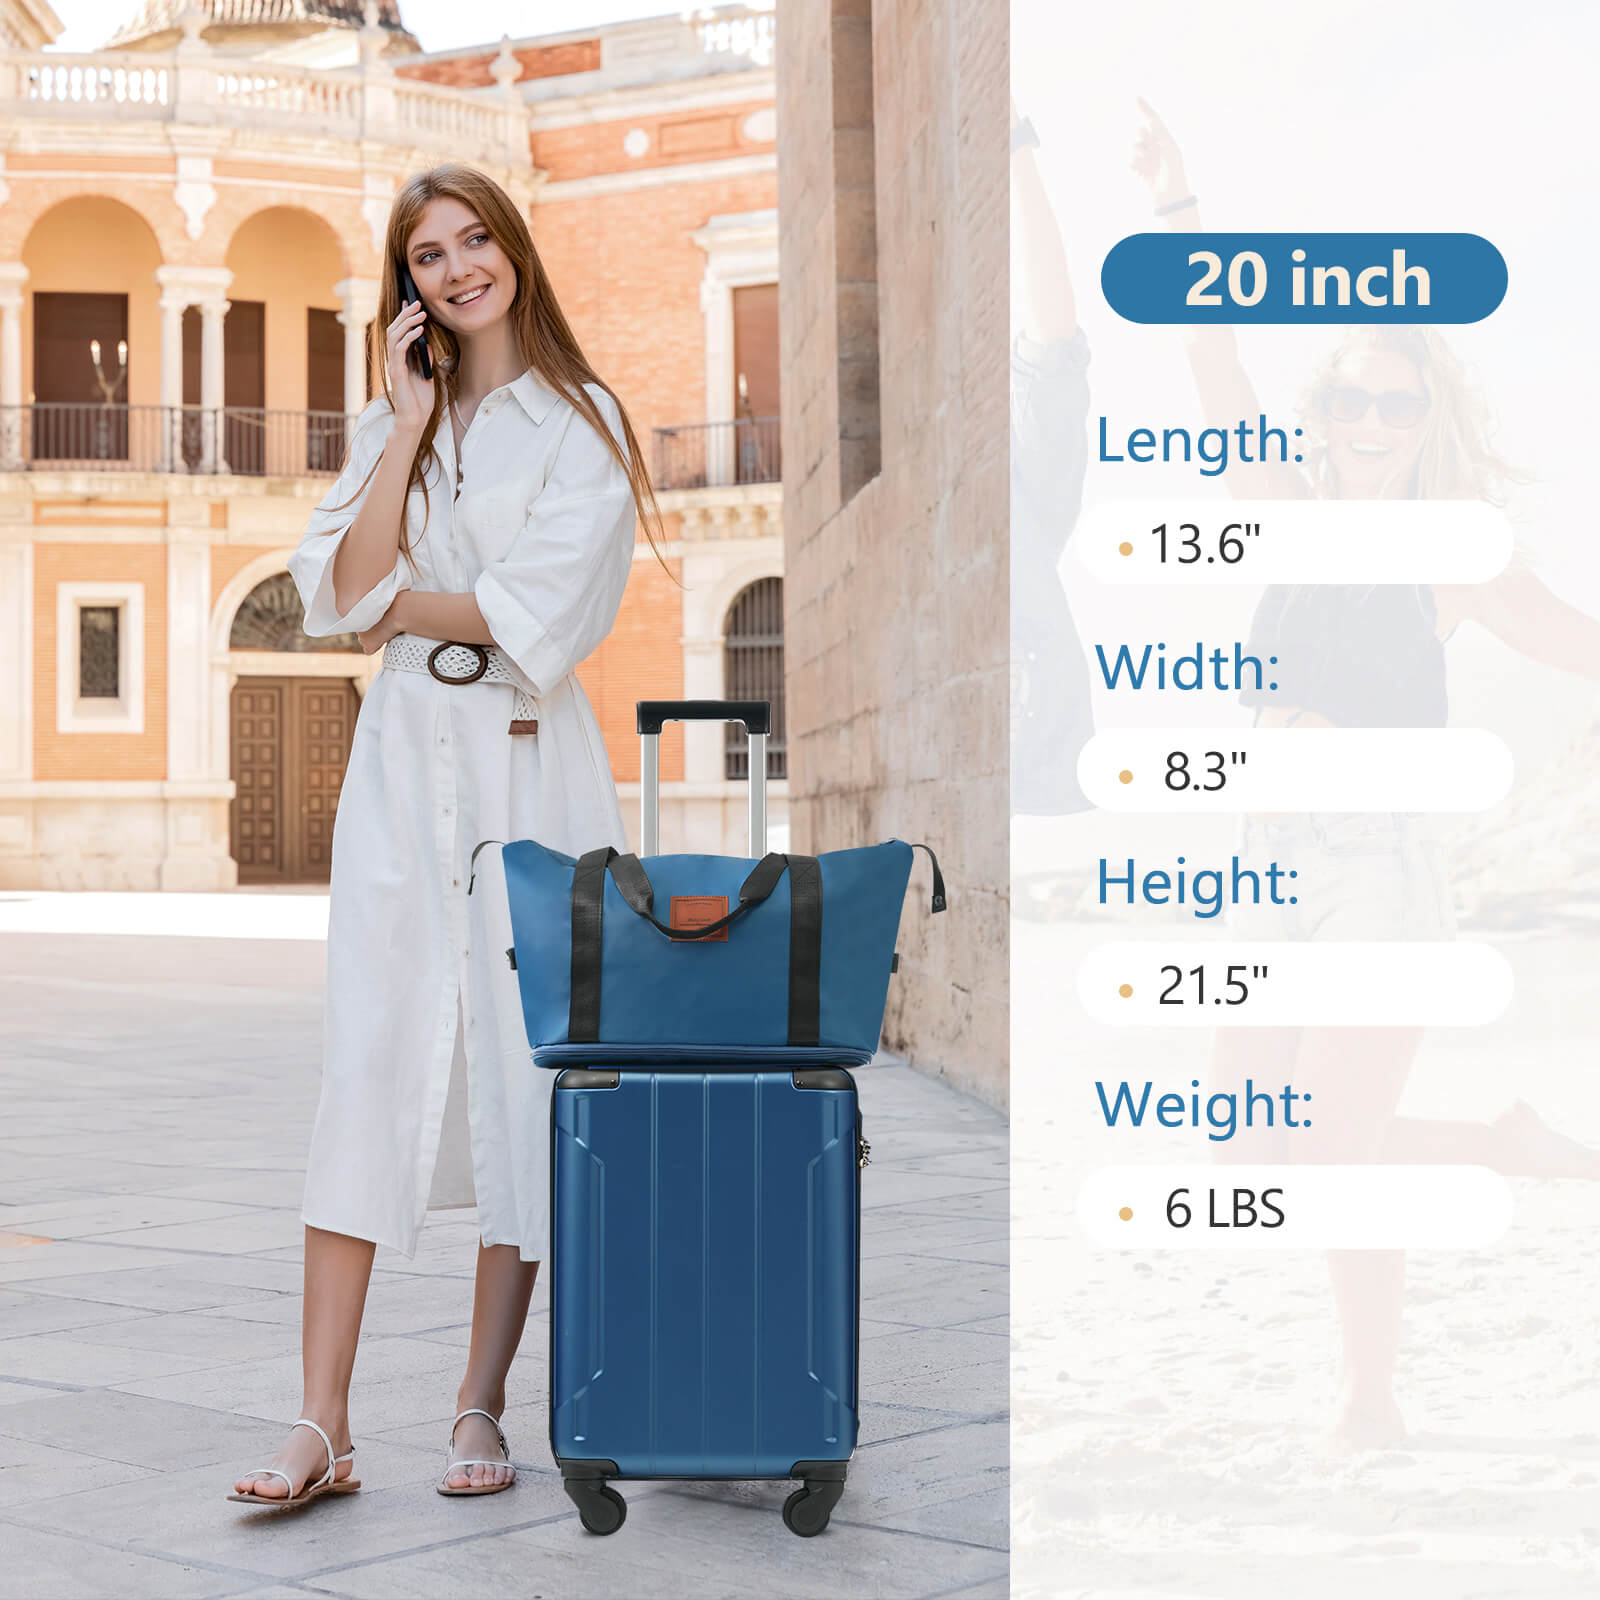 20 inch
Length:
• 13.6"
Width:
• 8.3"
Height:
• 21.5"
Weight:
• 6 LBS